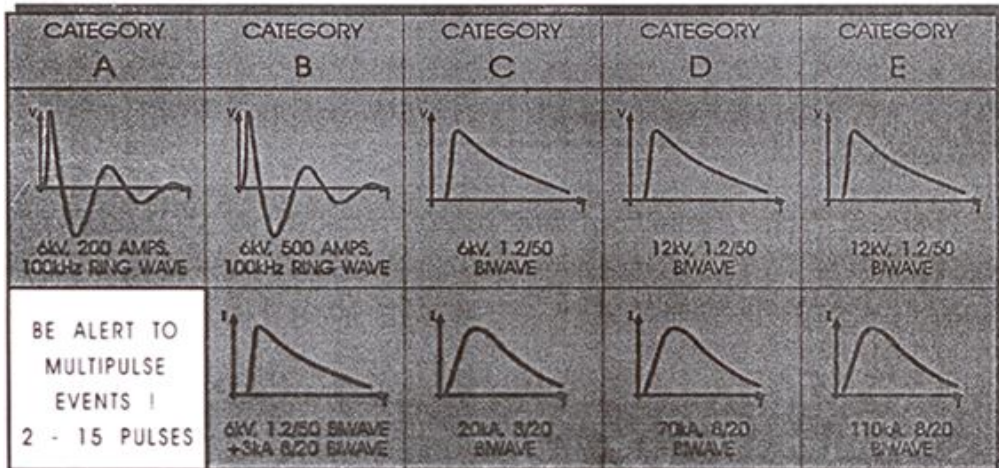 CATEGORY
A
CATEGORY
B
CATEGORY
C
CATEGORY
D
CATEGORY
E
V
T
6kV, 200 AMPS,
100kHz RING WAVE
V
T
6kV, 500 AMPS,
100kHz RING WAVE
V
T
6kV, 1.2/50
BIWAVE
V
T
12kV, 1.2/50
BIWAVE
V
T
12kV, 1.2/50
BIWAVE
BE ALERT TO
MULTIPULSE
EVENTS !
2 - 15 PULSES
I
T
6kV, 1.2/50 BIWAVE
+3kA 8/20 BIWAVE
I
T
20kA, 8/20
BIWAVE
I
T
70kA, 8/20
BIWAVE
I
T
110kA, 8/20
BIWAVE